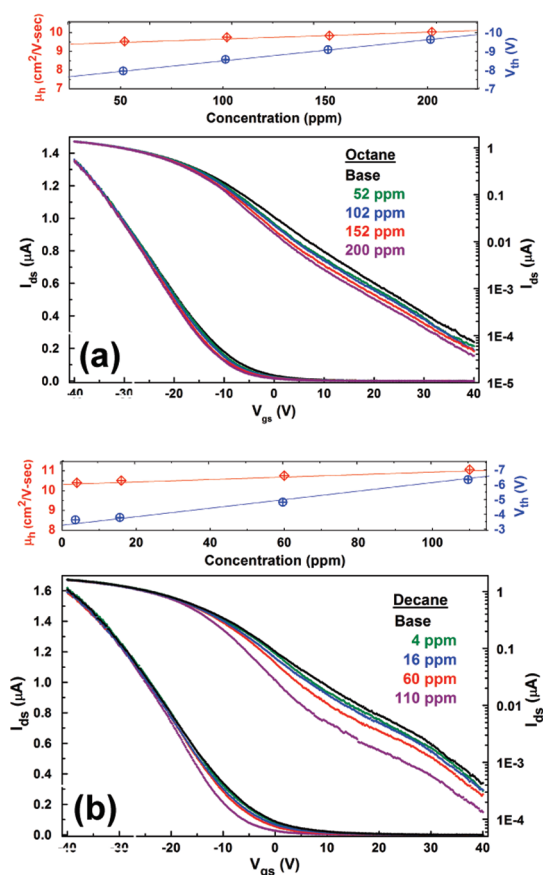 μh (cm2/V-sec)
10
9
8
7
-10
-9
-8
-7
Vth (V)
50
100
150
200
Concentration (ppm)
Ids (μA)
1.4
1.2
1.0
0.8
0.6
0.4
0.2
0.0
Octane
Base
52 ppm
102 ppm
152 ppm
200 ppm
1
0.1
0.01
1E-3
1E-4
1E-5
Ids (μA)
(a)
-40
-30
-20
-10
0
10
20
30
40
Vgs (V)
μh (cm2/V-sec)
11
10
9
8
-7
-6
-5
-4
-3
Vth (V)
0
20
40
60
80
100
Concentration (ppm)
Ids (μA)
1.6
1.4
1.2
1.0
0.8
0.6
0.4
0.2
0.0
Decane
Base
4 ppm
16 ppm
60 ppm
110 ppm
1
0.1
0.01
1E-3
1E-4
Ids (μA)
(b)
-40
-30
-20
-10
0
10
20
30
40
Vgs (V)